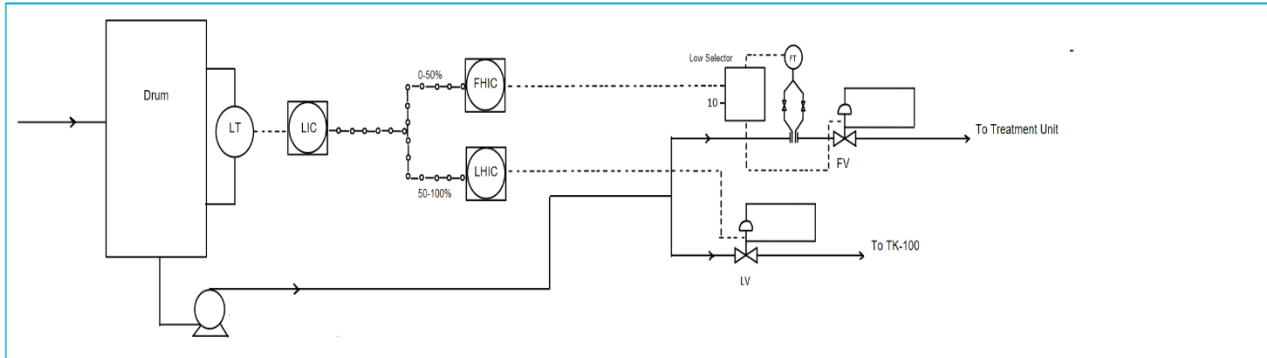 Low Selector
FT
0-50%
FHIC
Drum
10
To Treatment Unit
LT
LIC
FV
50-100%
LHIC
To TK-100
LV